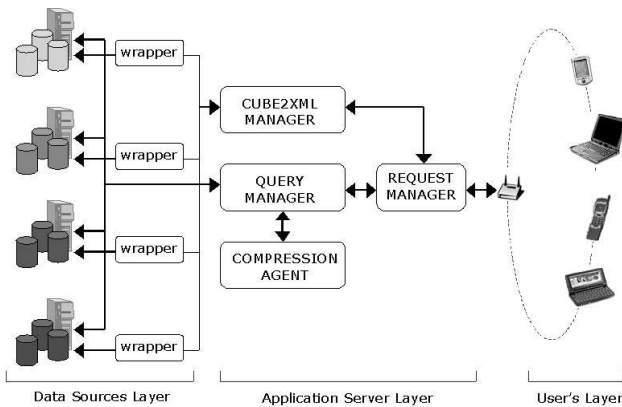 wrapper
CUBE2XML
MANAGER
wrapper
QUERY
MANAGER
REQUEST
MANAGER
wrapper
COMPRESSION
AGENT
wrapper
Data Sources Layer
Application Server Layer
User's Layer